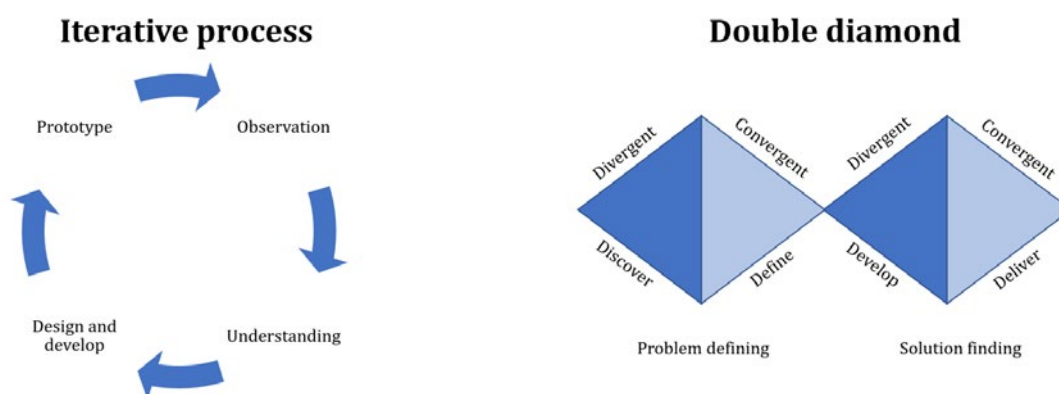 Iterative process
Prototype
Observation
Design and
develop
Understanding
Double diamond
Divergent
Convergent
Divergent
Convergent
Discover
Define
Develop
Deliver
Problem defining
Solution finding